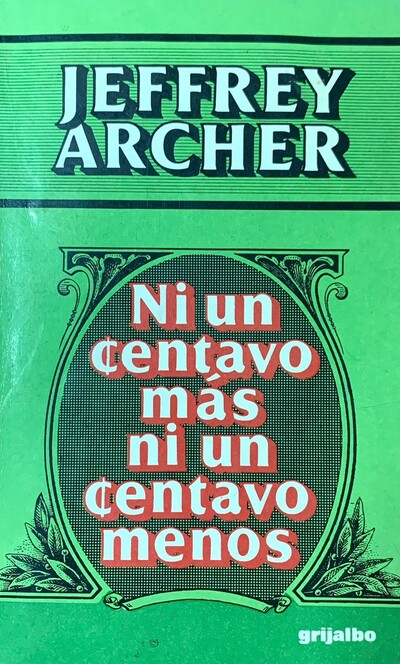 JEFFREY
ARCHER
Ni un
¢entavo
más
ni un
¢entavo
menos
grijalbo